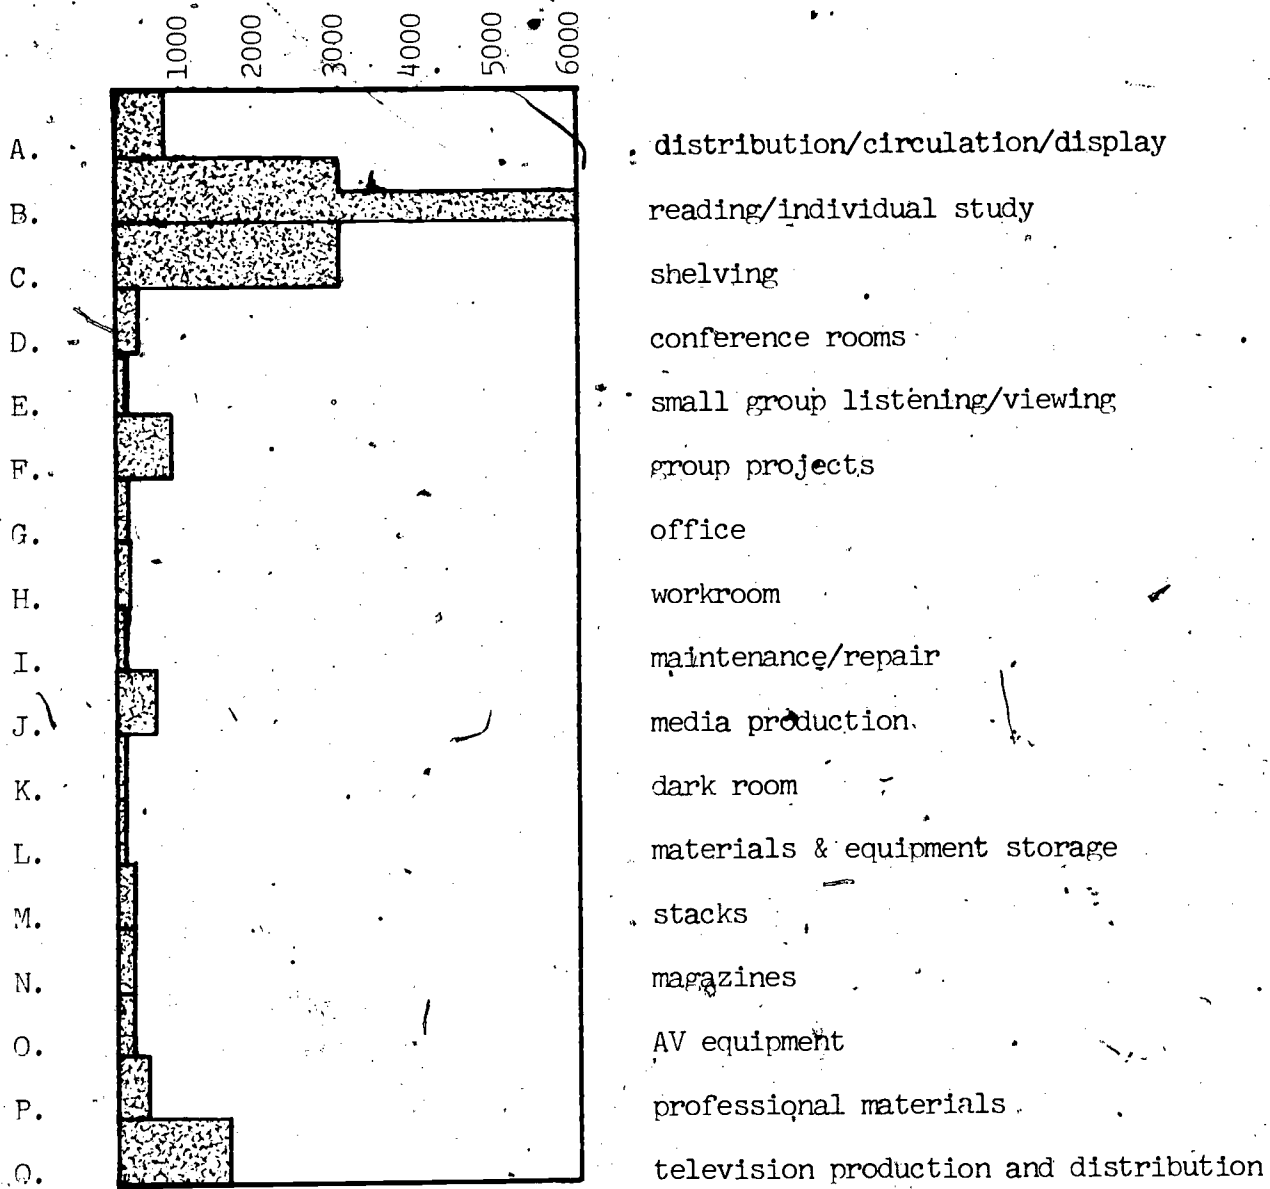 1000 2000 3000 4000 5000 6000
A. distribution/circulation/display
B. reading/individual study
C. shelving
D. conference rooms
E. small group listening/viewing
F. group projects
G. office
H. workroom
I. maintenance/repair
J. media production
K. dark room
L. materials & equipment storage
M. stacks
N. magazines
O. AV equipment
P. professional materials
Q. television production and distribution